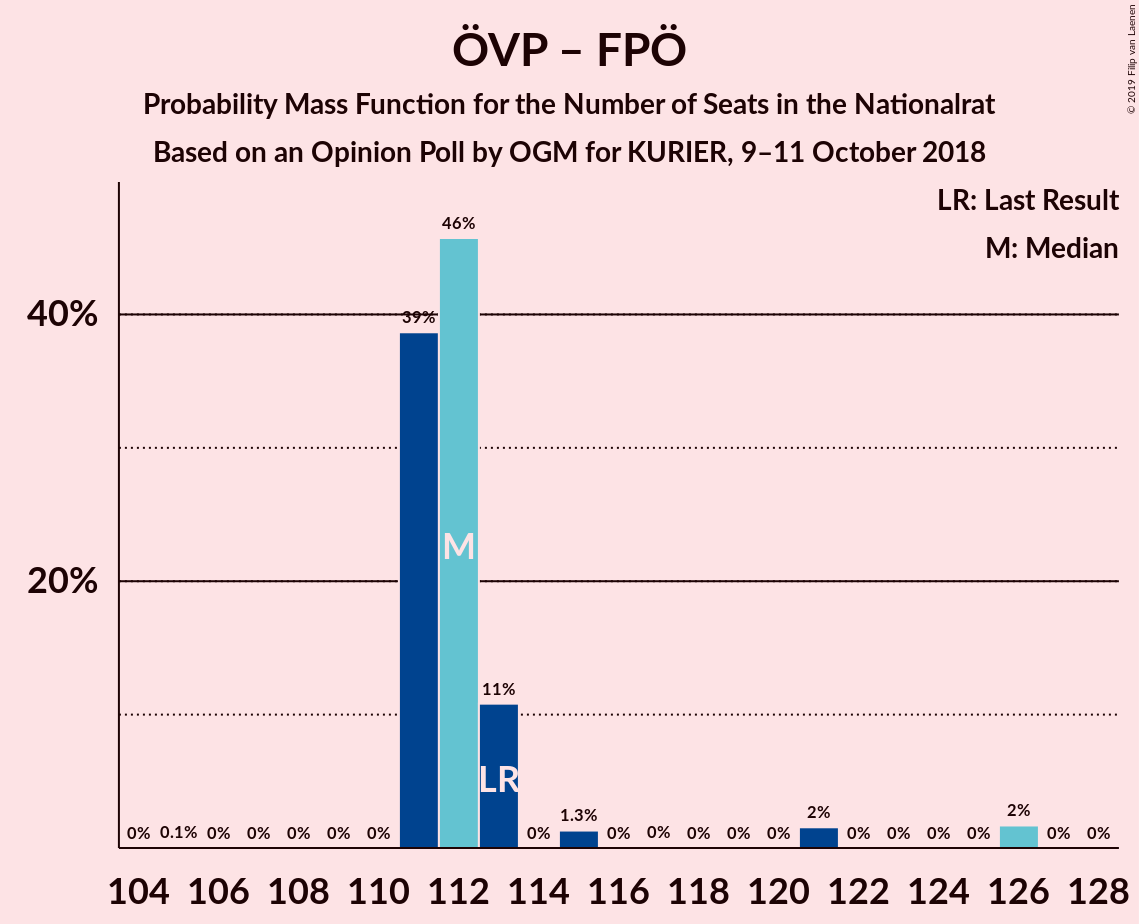 ÖVP – FPÖ
Probability Mass Function for the Number of Seats in the Nationalrat
Based on an Opinion Poll by OGM for KURIER, 9–11 October 2018
© 2019 Filip van Laenen
LR: Last Result
M: Median
40%
20%
0% 0.1% 0% 0% 0% 0% 0% 39% 46% 11% 0% 1.3% 0% 0% 0% 0% 0% 2% 0% 0% 0% 0% 2% 0% 0%
M
LR
104 106 108 110 112 114 116 118 120 122 124 126 128